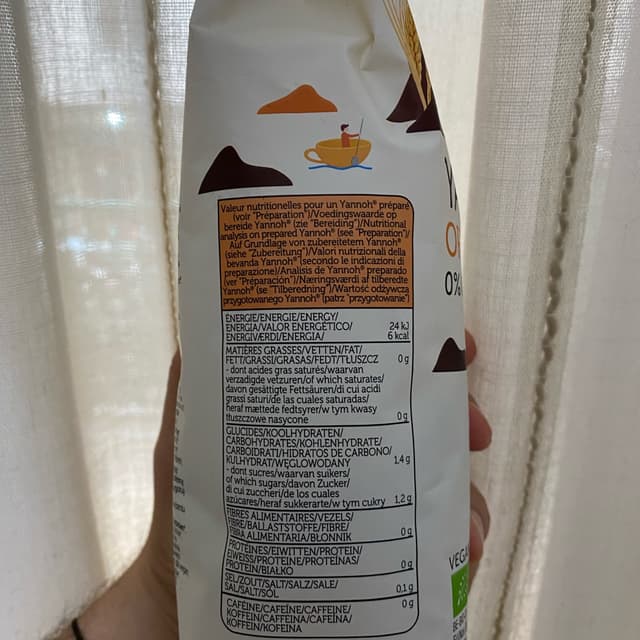 Valeur nutritionelles pour un Yannoh® préparé
(voir "Préparation")/Voedingswaarde op
bereide Yannoh® (zie "Bereiding")/Nutritional
analysis on prepared Yannoh® (see "Preparation")/
Auf Grundlage von zubereitetem Yannoh®
(siehe "Zubereitung")/Valori nutrizionali della
bevanda Yannoh® (secondo le indicazioni di
preparazione)/Analisis de Yannoh® preparado
(ver "Préparación")/Næringsværdi af tilberedte
Yannoh® (se "Tilberedning")/Wartość odżywcza
przygotowanego Yannoh® (patrz "przygotowanie")
ENERGIE/ENERGIE/ENERGY/
ENERGIA/VALOR ENERGÉTICO/ 24 kJ
ENERGIVÆRDI/ENERGIA/ 6 kcal
MATIÈRES GRASSES/VETTEN/FAT/
FETT/GRASSI/GRASAS/FEDT/TŁUSZCZ 0 g
- dont acides gras saturés/waarvan
verzadigde vetzuren/of which saturates/
davon gesättigte Fettsäuren/di cui acidi
grassi saturi/de las cuales saturadas/
heraf mættede fedtsyrer/w tym kwasy
tłuszczowe nasycone 0 g
GLUCIDES/KOOLHYDRATEN/
CARBOHYDRATES/KOHLENHYDRATE/
CARBOIDRATI/HIDRATOS DE CARBONO/
KULHYDRAT/WĘGLOWODANY 1,4 g
- dont sucres/waarvan suikers/
of which sugars/davon Zucker/
di cui zuccheri/de los cuales
azúcares/heraf sukkerarte/w tym cukry 1,2 g
FIBRES ALIMENTAIRES/VEZELS/
FIBRE/BALLASTSTOFFE/FIBRE/
FIBRA ALIMENTARIA/BŁONNIK 0 g
PROTÉINES/EIWITTEN/PROTEIN/
EIWEISS/PROTEINE/PROTEÍNAS/
PROTEIN/BIAŁKO 0 g
SEL/ZOUT/SALT/SALZ/SALE/
SAL/SALT/SÓL 0,1 g
CAFEINE/CAFEÏNE/CAFFEINE/ 0 g
KOFFEIN/CAFFEINA/CAFEÍNA/
KOFFEIN/KOFEINA
0%
VEGA